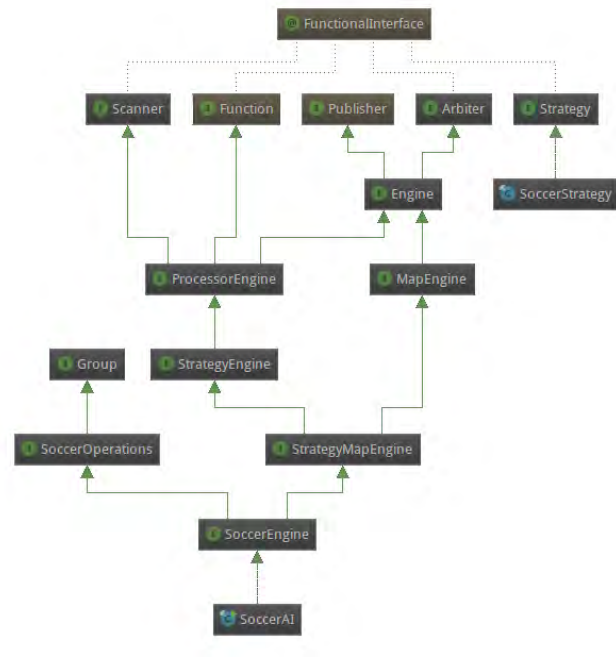 FunctionalInterface
Scanner
Function
Publisher
Arbiter
Strategy
Engine
SoccerStrategy
ProcessorEngine
MapEngine
Group
StrategyEngine
SoccerOperations
StrategyMapEngine
SoccerEngine
SoccerAI